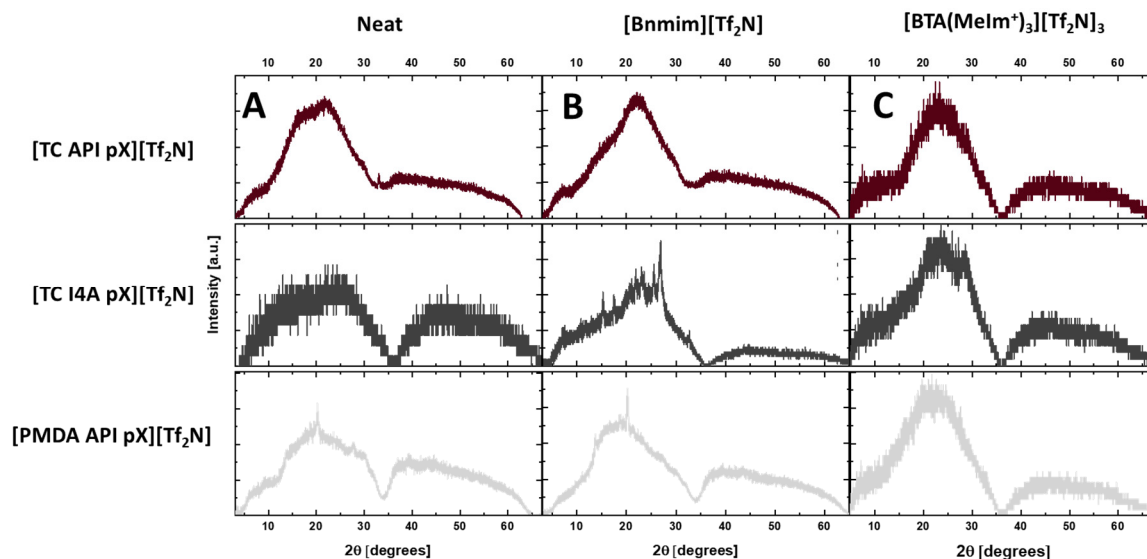 Neat [Bnmim][Tf₂N] [BTA(MeIm⁺)₃][Tf₂N]₃
10 20 30 40 50 60 10 20 30 40 50 60 10 20 30 40 50 60
A B C
[TC API pX][Tf₂N]
[TC I4A pX][Tf₂N]
Intensity [a.u.]
[PMDA API pX][Tf₂N]
10 20 30 40 50 60 10 20 30 40 50 60 10 20 30 40 50 60
2θ [degrees] 2θ [degrees] 2θ [degrees]